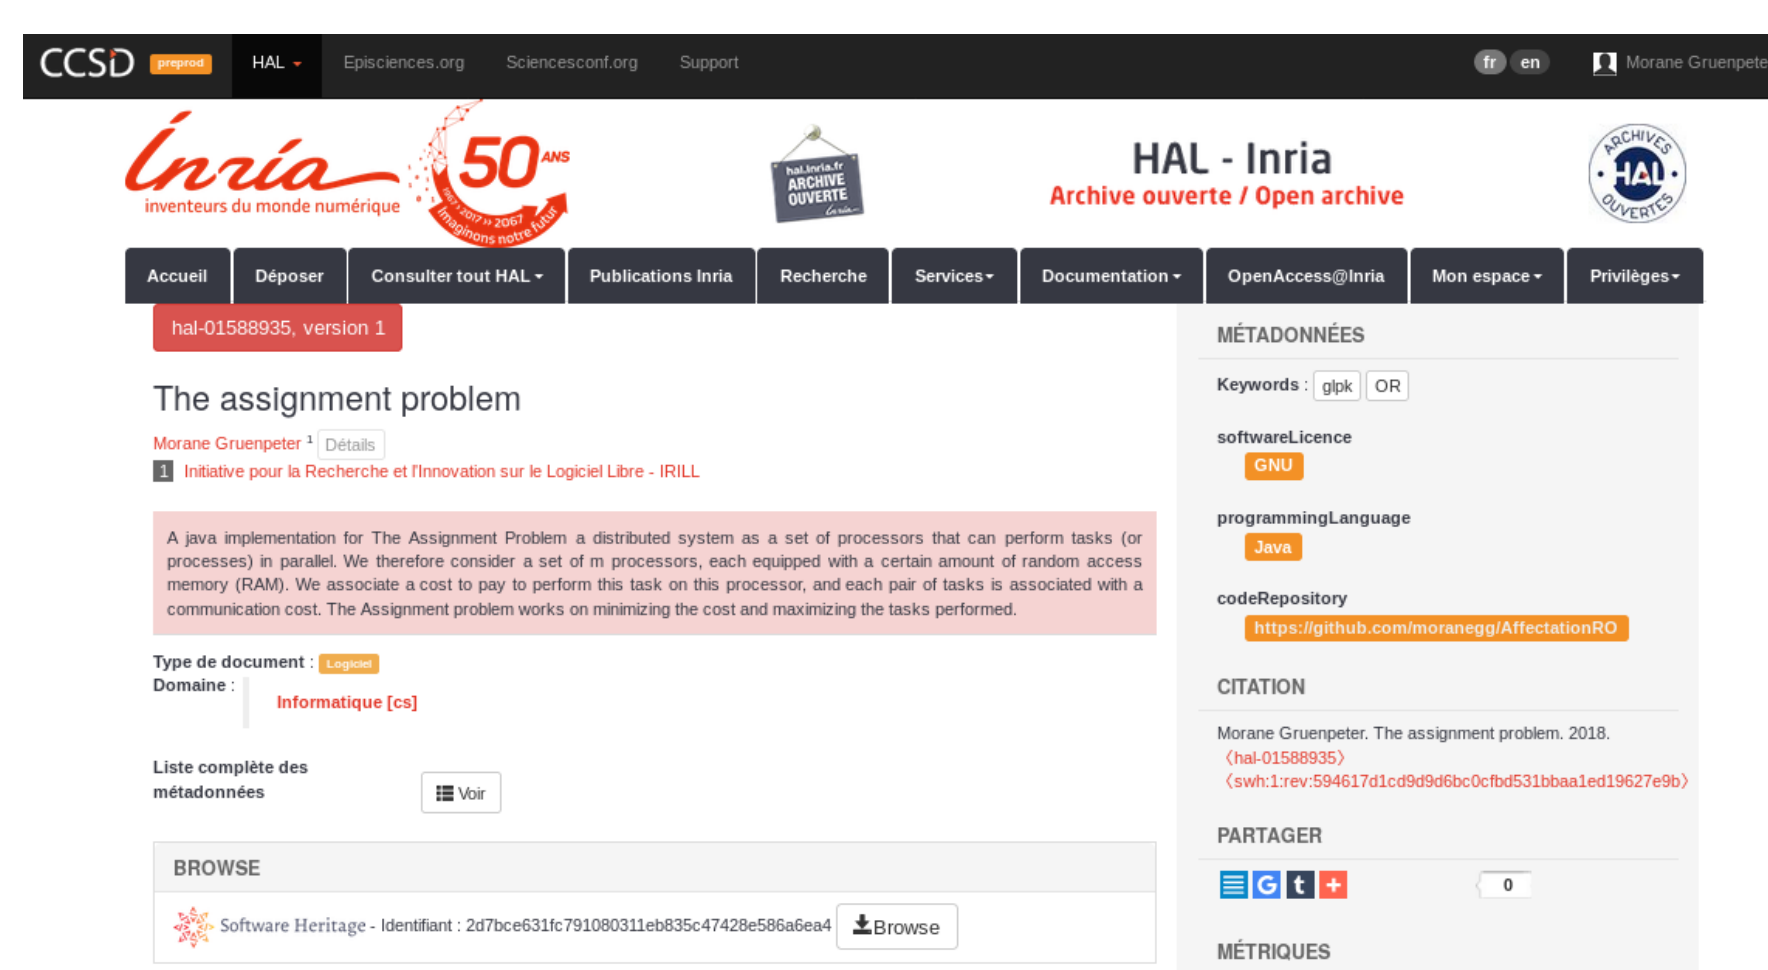 CCSD preprod HAL Episciences.org Sciencesconf.org Support fr en Morane Gruenpete
Inria
inventeurs du monde numérique
50 ANS
1967 › 2017 ›› 2067
Imaginons notre futur
hal.inria.fr
ARCHIVE
OUVERTE
Inria
HAL - Inria
Archive ouverte / Open archive
ARCHIVES
HAL
OUVERTES
Accueil Déposer Consulter tout HAL Publications Inria Recherche Services Documentation OpenAccess@Inria Mon espace Privilèges
hal-01588935, version 1
The assignment problem
Morane Gruenpeter 1 Détails
1 Initiative pour la Recherche et l'Innovation sur le Logiciel Libre - IRILL
A java implementation for The Assignment Problem a distributed system as a set of processors that can perform tasks (or
processes) in parallel. We therefore consider a set of m processors, each equipped with a certain amount of random access
memory (RAM). We associate a cost to pay to perform this task on this processor, and each pair of tasks is associated with a
communication cost. The Assignment problem works on minimizing the cost and maximizing the tasks performed.
Type de document : Logiciel
Domaine :
Informatique [cs]
Liste complète des
métadonnées
Voir
BROWSE
Software Heritage - Identifiant : 2d7bce631fc791080311eb835c47428e586a6ea4 Browse
MÉTADONNÉES
Keywords : glpk OR
softwareLicence
GNU
programmingLanguage
Java
codeRepository
https://github.com/moranegg/AffectationRO
CITATION
Morane Gruenpeter. The assignment problem. 2018.
〈hal-01588935〉
〈swh:1:rev:594617d1cd9d9d6bc0cfbd531bbaa1ed19627e9b〉
PARTAGER
G t + 0
MÉTRIQUES